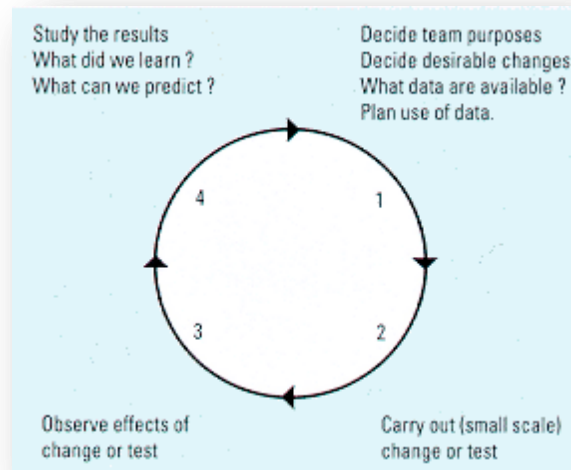 Study the results
What did we learn ?
What can we predict ?
Decide team purposes
Decide desirable changes
What data are available ?
Plan use of data.
4
1
3
2
Observe effects of
change or test
Carry out (small scale)
change or test